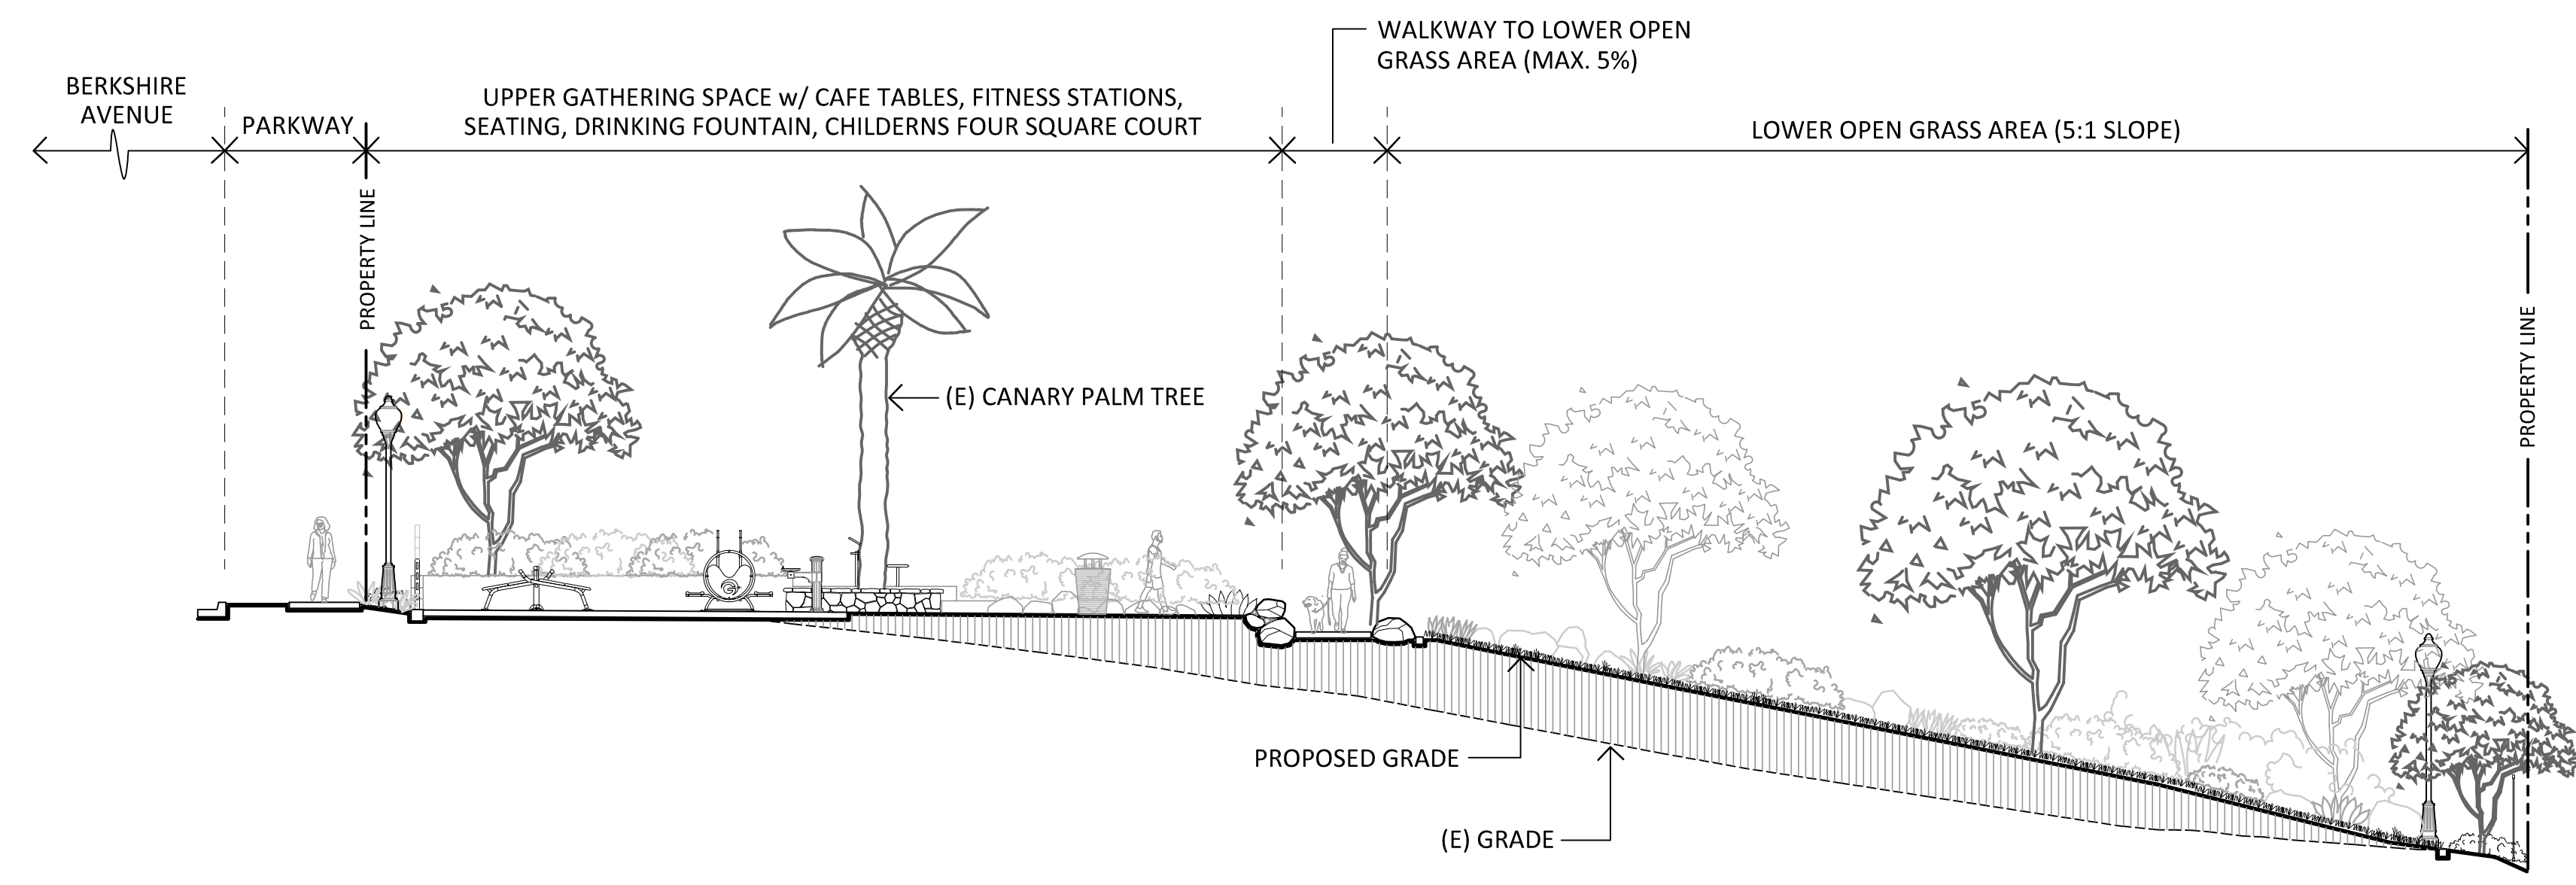 WALKWAY TO LOWER OPEN
GRASS AREA (MAX. 5%)
BERKSHIRE
AVENUE
PARKWAY
UPPER GATHERING SPACE w/ CAFE TABLES, FITNESS STATIONS,
SEATING, DRINKING FOUNTAIN, CHILDERNS FOUR SQUARE COURT
LOWER OPEN GRASS AREA (5:1 SLOPE)
PROPERTY LINE
(E) CANARY PALM TREE
PROPERTY LINE
PROPOSED GRADE
(E) GRADE